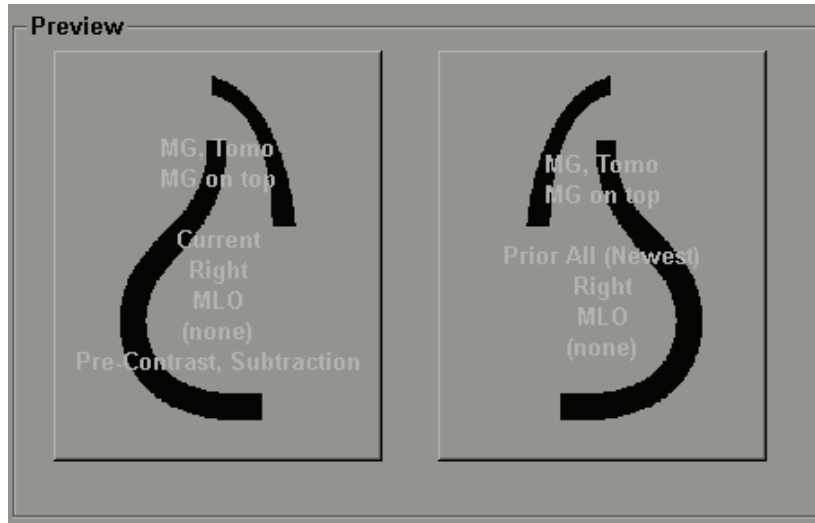 Preview
MG, Tomo
MG on top
Current
Right
MLO
(none)
Pre-Contrast, Subtraction
MG, Tomo
MG on top
Prior All (Newest)
Right
MLO
(none)